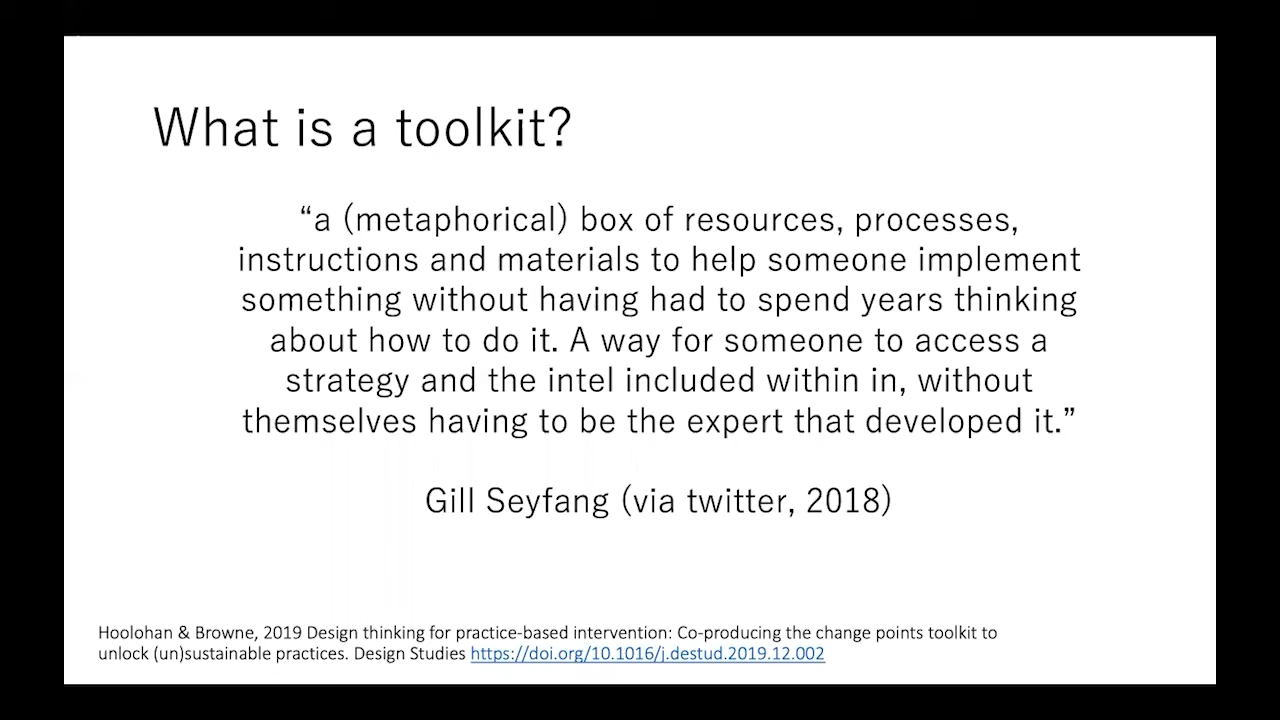 What is a toolkit?
“a (metaphorical) box of resources, processes,
instructions and materials to help someone implement
something without having had to spend years thinking
about how to do it. A way for someone to access a
strategy and the intel included within in, without
themselves having to be the expert that developed it.”
Gill Seyfang (via twitter, 2018)
Hoolohan & Browne, 2019 Design thinking for practice-based intervention: Co-producing the change points toolkit to
unlock (un)sustainable practices. Design Studies https://doi.org/10.1016/j.destud.2019.12.002